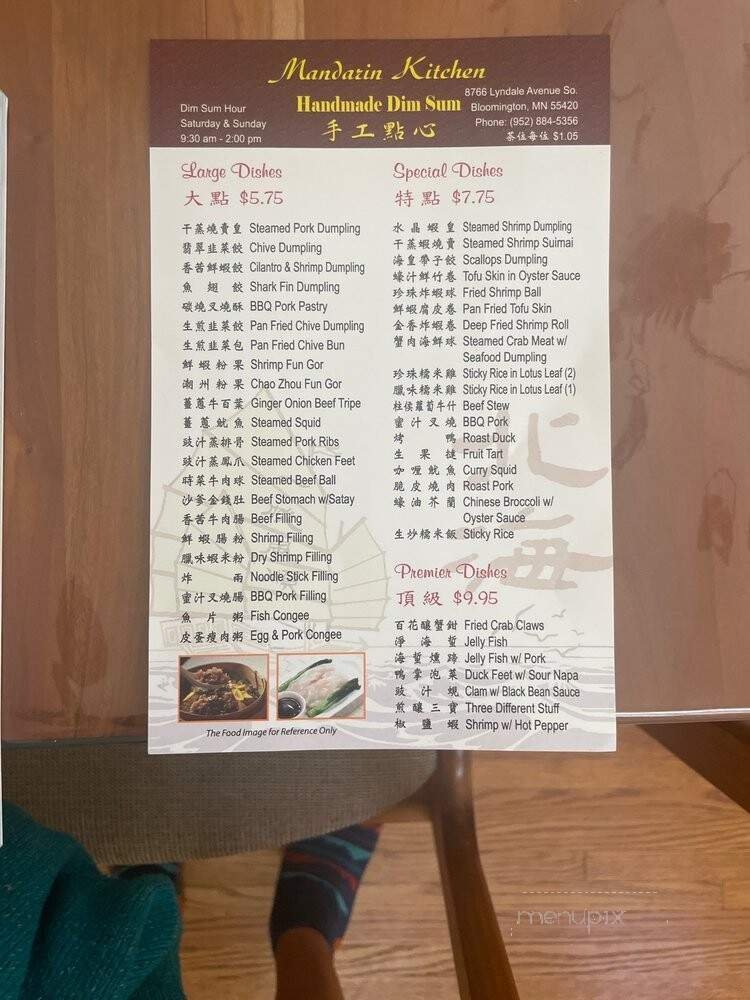 Mandarin Kitchen
Handmade Dim Sum
手工點心
Dim Sum Hour
Saturday & Sunday
9:30 am - 2:00 pm
8766 Lyndale Avenue So.
Bloomington, MN 55420
Phone: (952) 884-5356
茶位每位 $1.05
Large Dishes
大點 $5.75
干蒸燒賣皇 Steamed Pork Dumpling
翡翠韭菜餃 Chive Dumpling
香茜鮮蝦餃 Cilantro & Shrimp Dumpling
魚翅餃 Shark Fin Dumpling
碳燒叉燒酥 BBQ Pork Pastry
生煎韭菜餃 Pan Fried Chive Dumpling
生煎韭菜包 Pan Fried Chive Bun
鮮蝦粉果 Shrimp Fun Gor
潮州粉果 Chao Zhou Fun Gor
薑蔥牛百葉 Ginger Onion Beef Tripe
薑蔥魷魚 Steamed Squid
豉汁蒸排骨 Steamed Pork Ribs
豉汁蒸鳳爪 Steamed Chicken Feet
時菜牛肉球 Steamed Beef Ball
沙爹金錢肚 Beef Stomach w/Satay
香茜牛肉腸 Beef Filling
鮮蝦腸粉 Shrimp Filling
臘味蝦米粉 Dry Shrimp Filling
炸雨 Noodle Stick Filling
蜜汁叉燒腸 BBQ Pork Filling
魚片粥 Fish Congee
皮蛋瘦肉粥 Egg & Pork Congee
The Food Image for Reference Only
Special Dishes
特點 $7.75
水晶蝦皇 Steamed Shrimp Dumpling
干蒸蝦燒賣 Steamed Shrimp Suimai
海皇帶子餃 Scallops Dumpling
蠔汁鮮竹卷 Tofu Skin in Oyster Sauce
珍珠炸蝦球 Fried Shrimp Ball
鮮蝦腐皮卷 Pan Fried Tofu Skin
金香炸蝦卷 Deep Fried Shrimp Roll
蟹肉海鮮球 Steamed Crab Meat w/
Seafood Dumpling
珍珠糯米雞 Sticky Rice in Lotus Leaf (2)
臘味糯米雞 Sticky Rice in Lotus Leaf (1)
柱侯蘿蔔牛什 Beef Stew
蜜汁叉燒 BBQ Pork
烤鴨 Roast Duck
生果撻 Fruit Tart
咖喱魷魚 Curry Squid
脆皮燒肉 Roast Pork
蠔油芥蘭 Chinese Broccoli w/
Oyster Sauce
生炒糯米飯 Sticky Rice
Premier Dishes
頂級 $9.95
百花釀蟹鉗 Fried Crab Claws
淨海蜇 Jelly Fish
海蜇燻蹄 Jelly Fish w/ Pork
鴨掌泡菜 Duck Feet w/ Sour Napa
豉汁蜆 Clam w/ Black Bean Sauce
煎釀三寶 Three Different Stuff
椒鹽蝦 Shrimp w/ Hot Pepper
北海
menupix